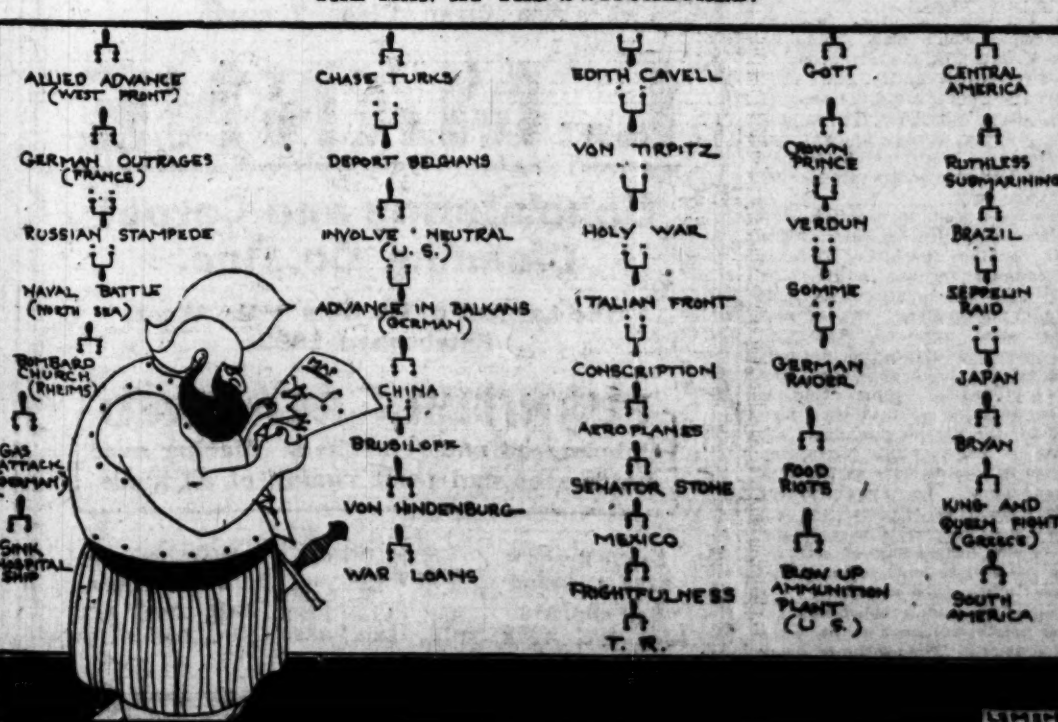 ALLIED ADVANCE
(WEST FRONT)
GERMAN OUTRAGES
(FRANCE)
RUSSIAN STAMPEDE
NAVAL BATTLE
(NORTH SEA)
BOMBARD
CHURCH
(RHEIMS)
GAS
ATTACK
(GERMAN)
SINK
HOSPITAL
SHIP
MAP
CHASE TURKS
DEPORT BELGIANS
INVOLVE NEUTRAL
(U. S.)
ADVANCE IN BALKANS
(GERMAN)
CHINA
BRUSILOFF
VON HINDENBURG
WAR LOANS
EDITH CAVELL
VON TIRPITZ
HOLY WAR
ITALIAN FRONT
CONSCRIPTION
AEROPLANES
SENATOR STONE
MEXICO
FRIGHTFULNESS
T. R.
GOTT
CROWN
PRINCE
VERDUN
SOMME
GERMAN
RAIDER
FOOD
RIOTS
BLOW UP
AMMUNITION
PLANT
(U S.)
CENTRAL
AMERICA
RUTHLESS
SUBMARINING
BRAZIL
ZEPPELIN
RAID
JAPAN
BRYAN
KING AND
QUEEN FIGHT
(GREECE)
SOUTH
AMERICA